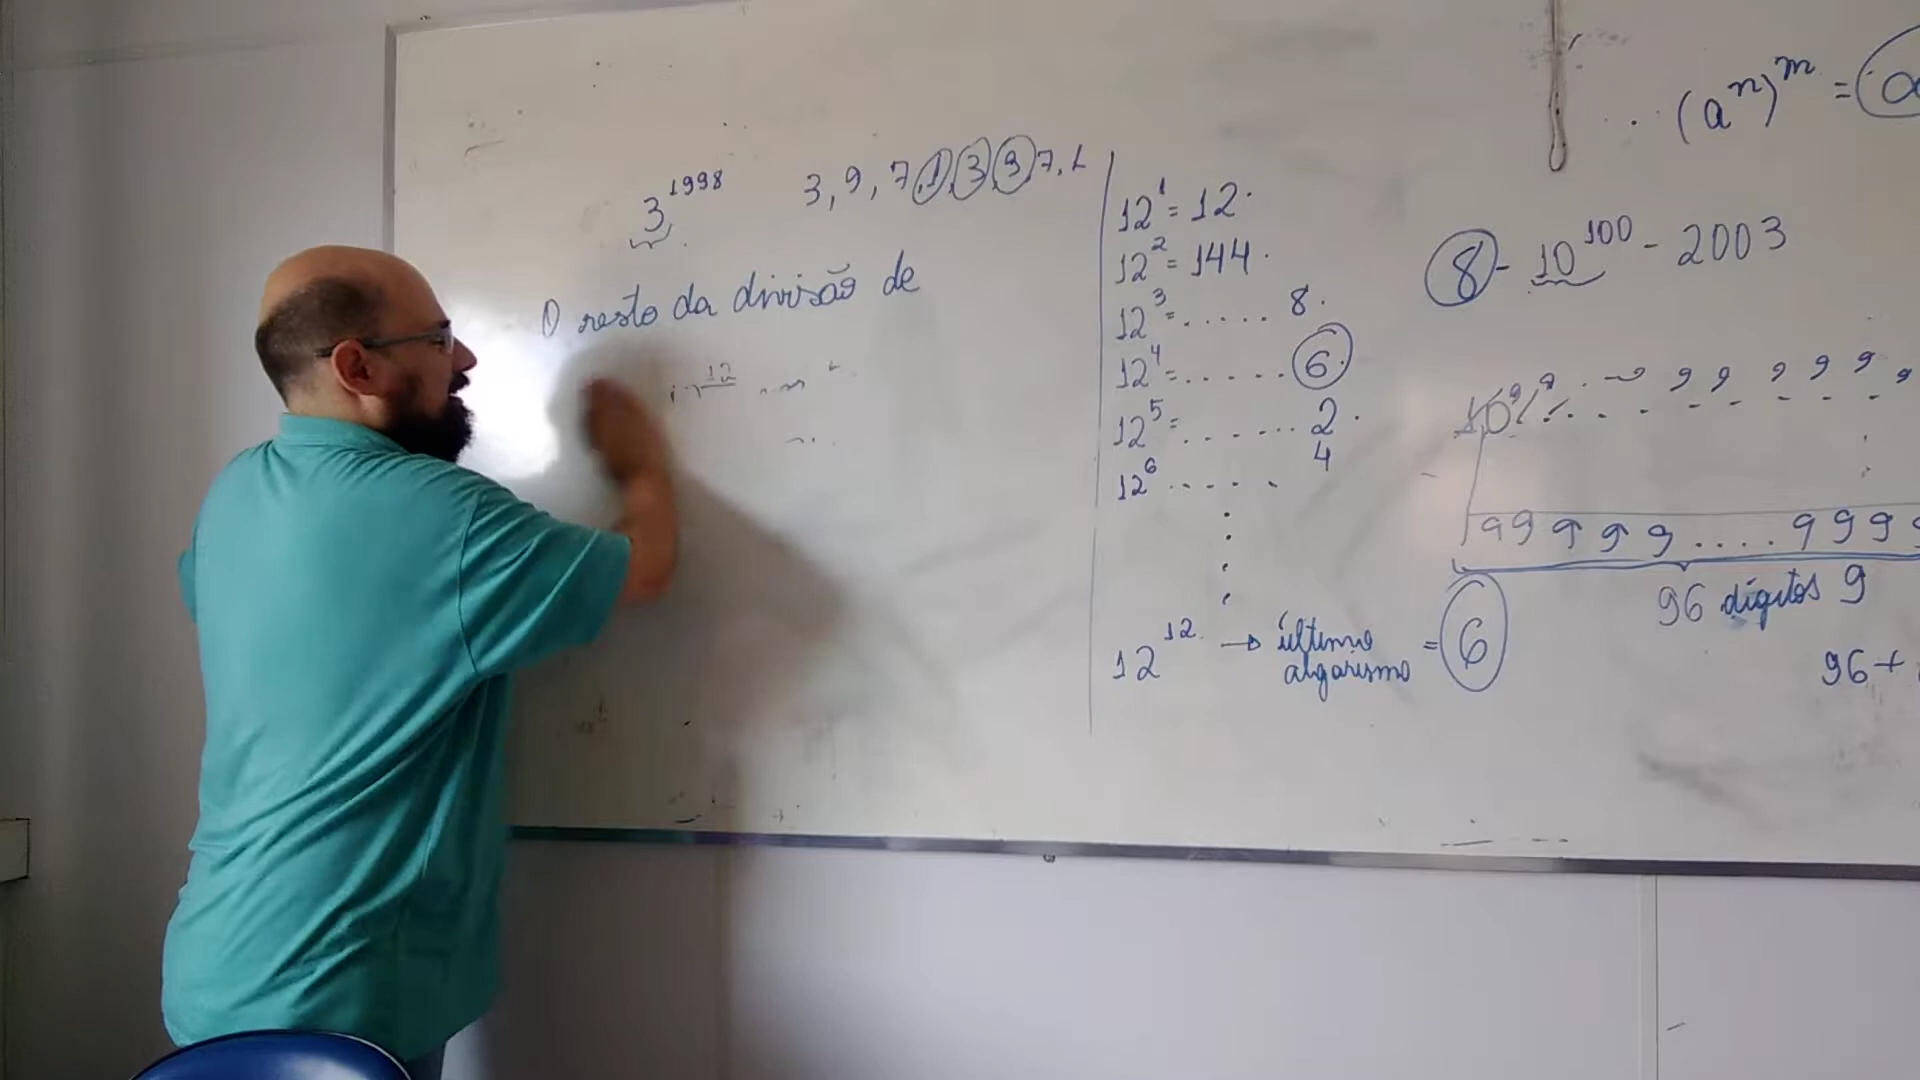 3^1998 3, 9, 7, 1, 3, 9, 7, 1
O resto da divisão de
12
12^1 = 12.
12^2 = 144.
12^3 = ..... 8.
12^4 = ..... 6.
12^5 = ...... 2.
12^6 ..... 4
12^12. → último algarismo = 6
(a^n)^m =
8 - 10^100 - 2003
9 9 9 9 9
9 9 9 9 9 .... 9 9 9 9
96 dígitos 9
96 +